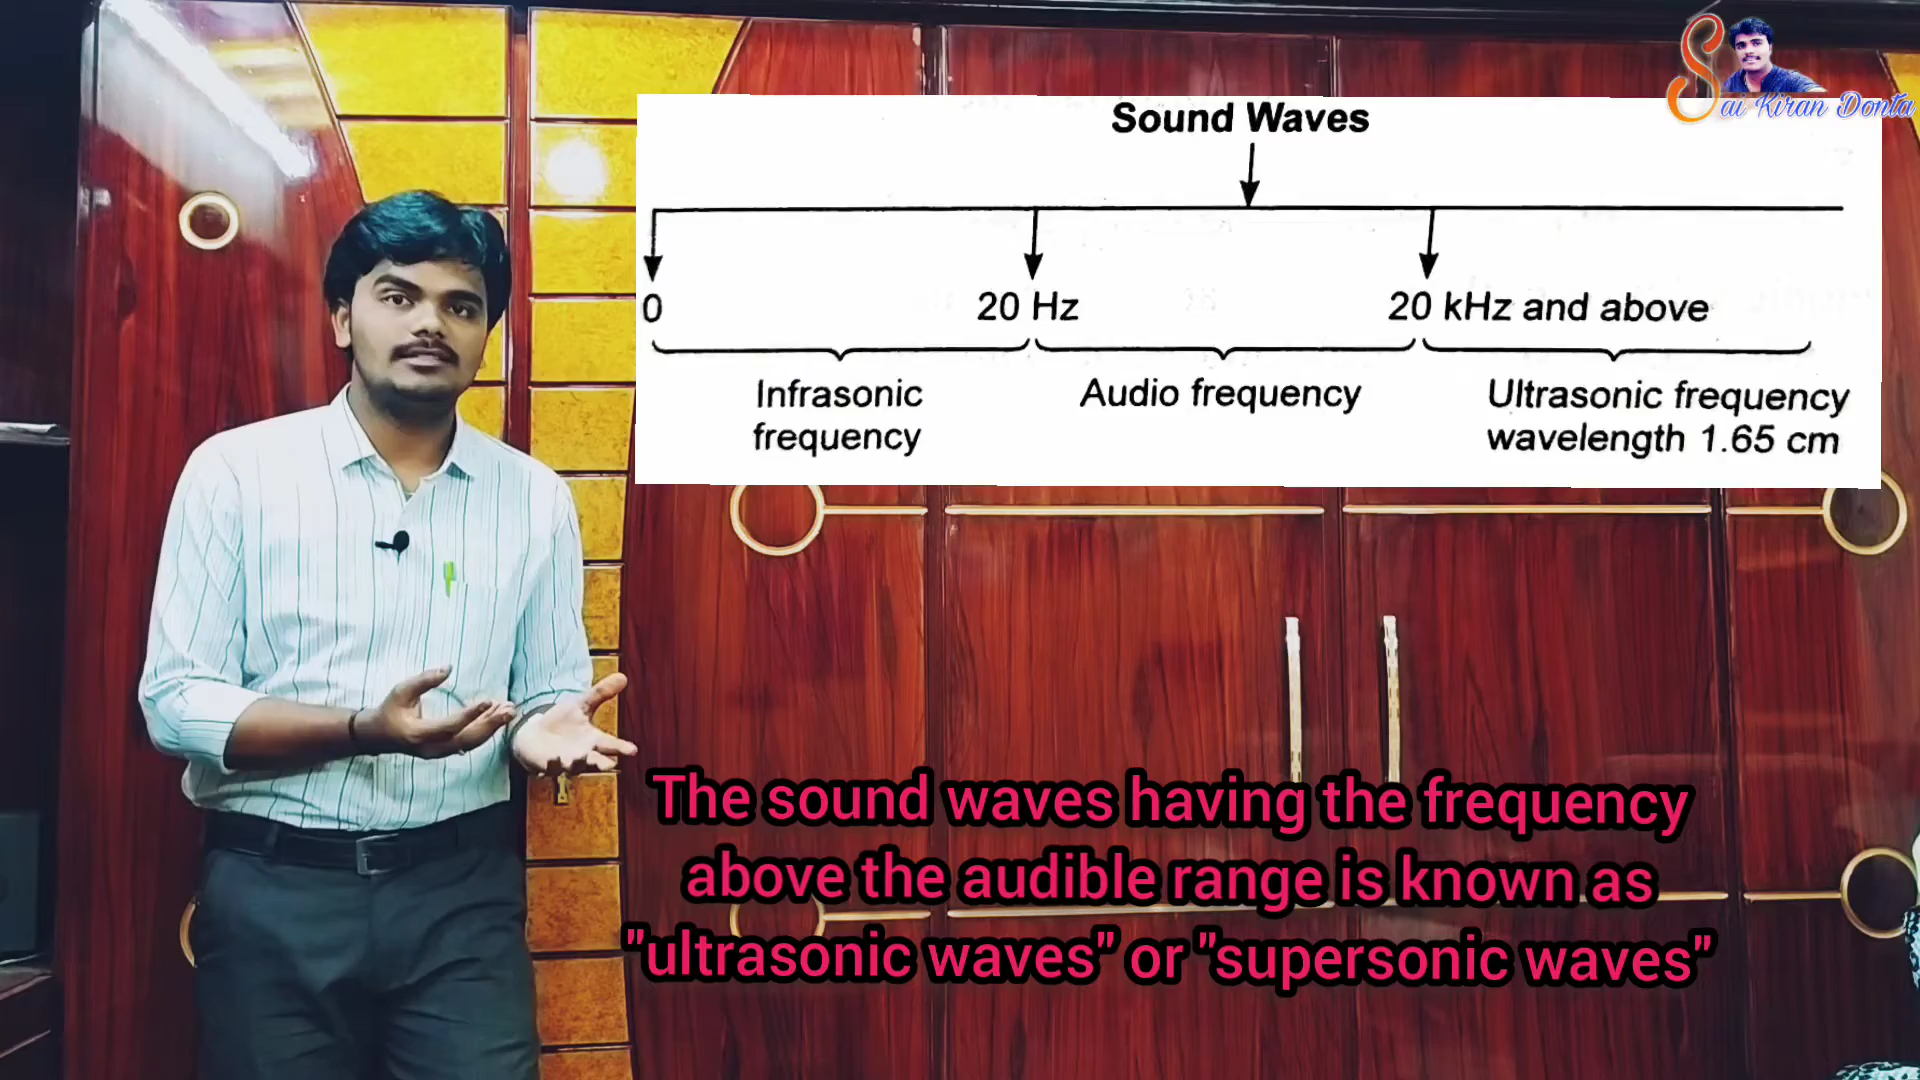 Sai Kiran Donta
Sound Waves
0 20 Hz 20 kHz and above
Infrasonic Audio frequency Ultrasonic frequency
frequency wavelength 1.65 cm
The sound waves having the frequency
above the audible range is known as
"ultrasonic waves" or "supersonic waves"